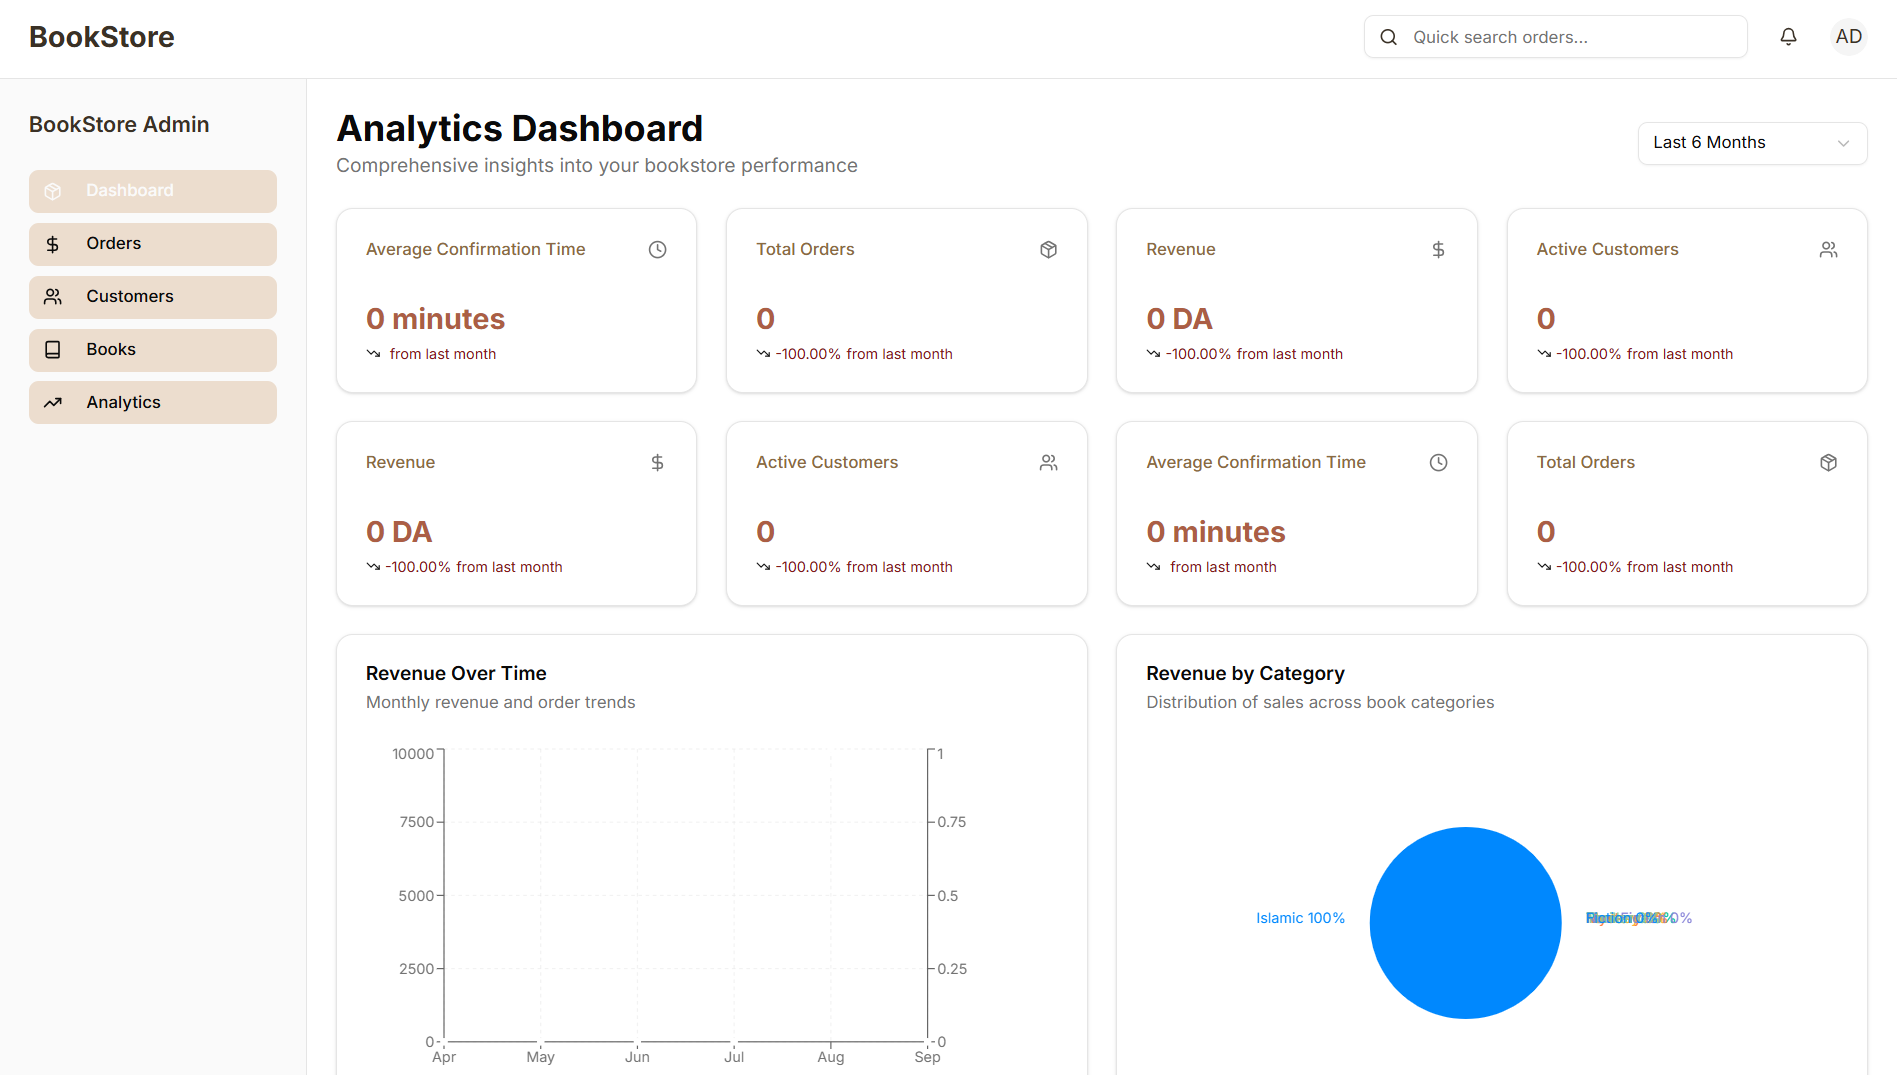 BookStore
Quick search orders...
AD
BookStore Admin
Dashboard
Orders
Customers
Books
Analytics
Analytics Dashboard
Comprehensive insights into your bookstore performance
Last 6 Months
Average Confirmation Time
0 minutes
from last month
Total Orders
0
-100.00% from last month
Revenue
0 DA
-100.00% from last month
Active Customers
0
-100.00% from last month
Revenue
0 DA
-100.00% from last month
Active Customers
0
-100.00% from last month
Average Confirmation Time
0 minutes
from last month
Total Orders
0
-100.00% from last month
Revenue Over Time
Monthly revenue and order trends
10000
7500
5000
2500
0
1
0.75
0.5
0.25
0
Apr May Jun Jul Aug Sep
Revenue by Category
Distribution of sales across book categories
Islamic 100%
0%